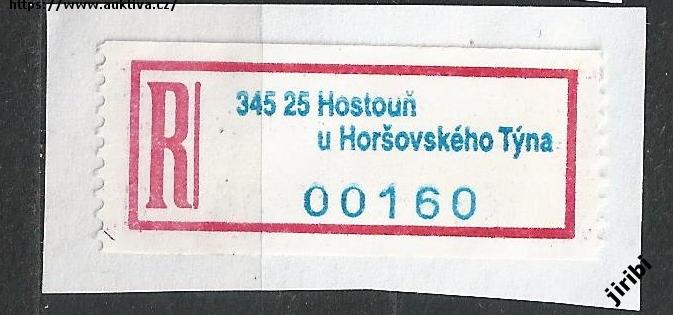 https://www.auktiva.cz/
R
345 25 Hostouň
u Horšovského Týna
00160
jiribi